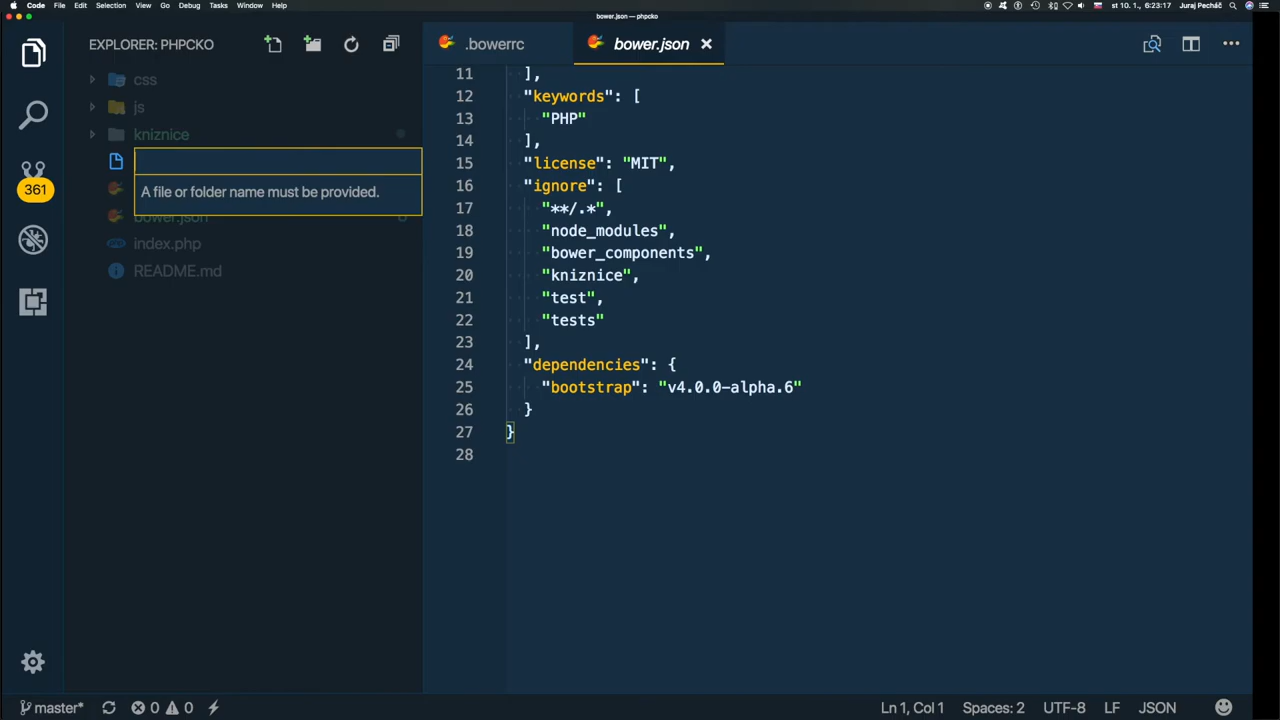 Code File Edit Selection View Go Debug Tasks Window Help
st 10. 1., 6:23:17 Juraj Pecháč
bower.json — phpcko
EXPLORER: PHPCKO
.bowerrc
bower.json
css
js
kniznice
A file or folder name must be provided.
bower.json
index.php
README.md
361
11 ],
12 "keywords": [
13 "PHP"
14 ],
15 "license": "MIT",
16 "ignore": [
17 "**/.*",
18 "node_modules",
19 "bower_components",
20 "kniznice",
21 "test",
22 "tests"
23 ],
24 "dependencies": {
25 "bootstrap": "v4.0.0-alpha.6"
26 }
27 }
28
master* 0 0
Ln 1, Col 1 Spaces: 2 UTF-8 LF JSON